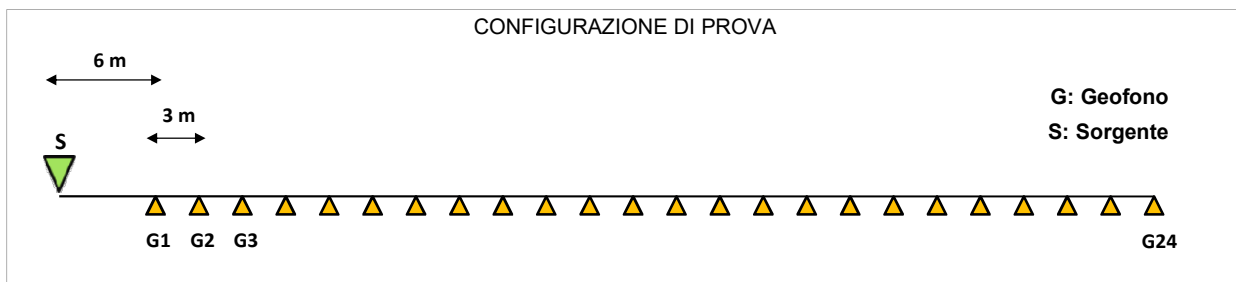 CONFIGURAZIONE DI PROVA
6 m
G: Geofono
3 m
S: Sorgente
S
G1 G2 G3 G24